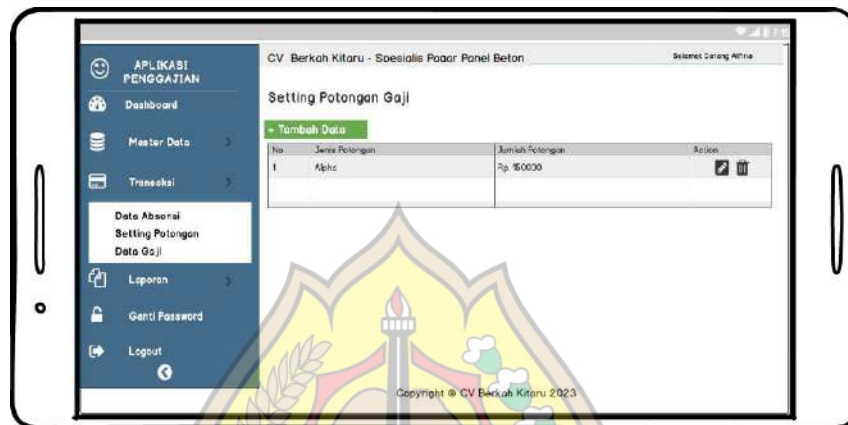 APLIKASI
PENGGAJIAN
Dashboard
Master Data
Transaksi
Data Absensi
Setting Potongan
Data Gaji
Laporan
Ganti Password
Logout
CV Berkah Kitaru - Spesialis Pagar Panel Beton
Selamat Datang Alfina
Setting Potongan Gaji
+ Tambah Data
No Jenis Potongan Jumlah Potongan Action
1 Alpha Rp 150000
Copyright © CV Berkah Kitaru 2023